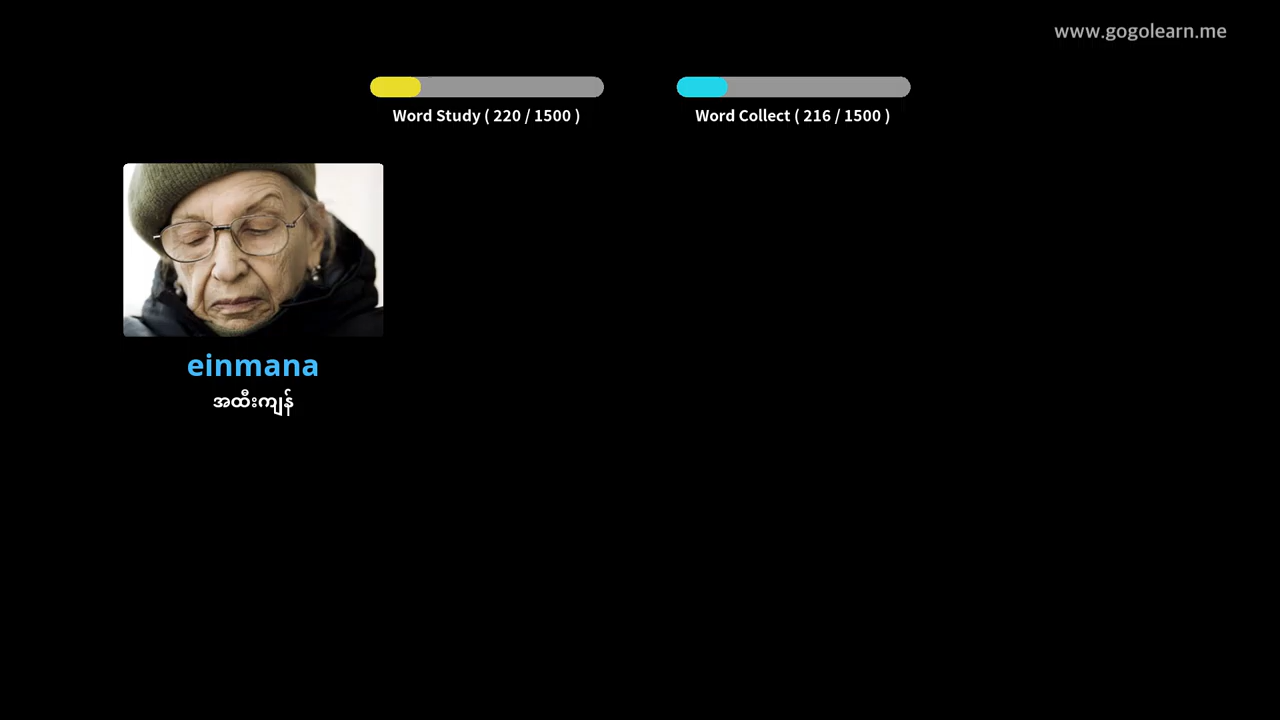 www.gogolearn.me
Word Study ( 220 / 1500 )
Word Collect ( 216 / 1500 )
einmana
အထီးကျန်